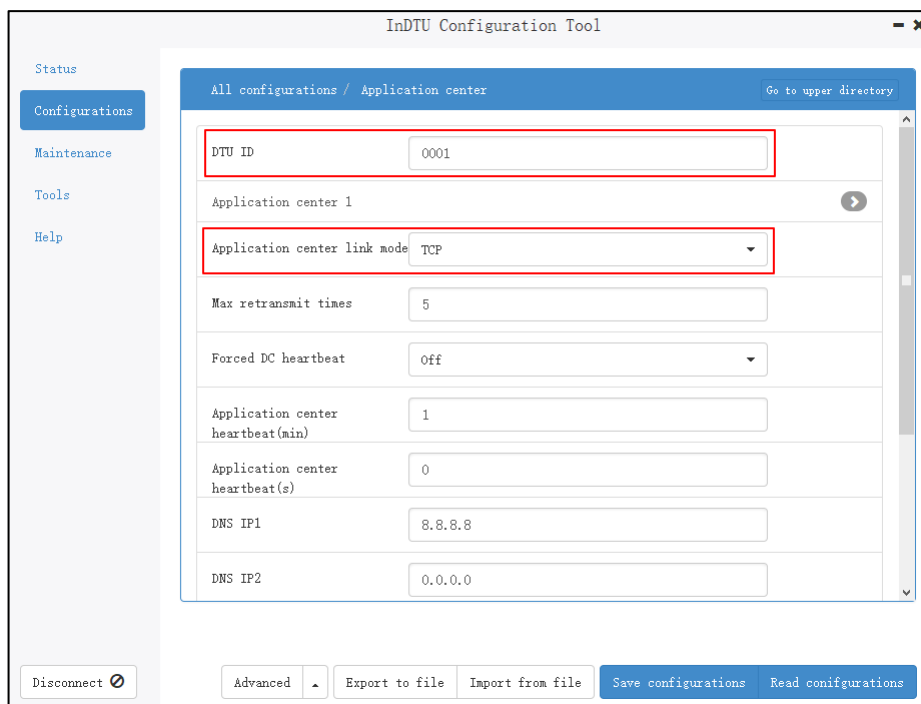 InDTU Configuration Tool
Status
Configurations
Maintenance
Tools
Help
All configurations / Application center
Go to upper directory
DTU ID
0001
Application center 1
Application center link mode
TCP
Max retransmit times
5
Forced DC heartbeat
Off
Application center
heartbeat(min)
1
Application center
heartbeat(s)
0
DNS IP1
8.8.8.8
DNS IP2
0.0.0.0
Disconnect
Advanced
Export to file
Import from file
Save configurations
Read conifgurations